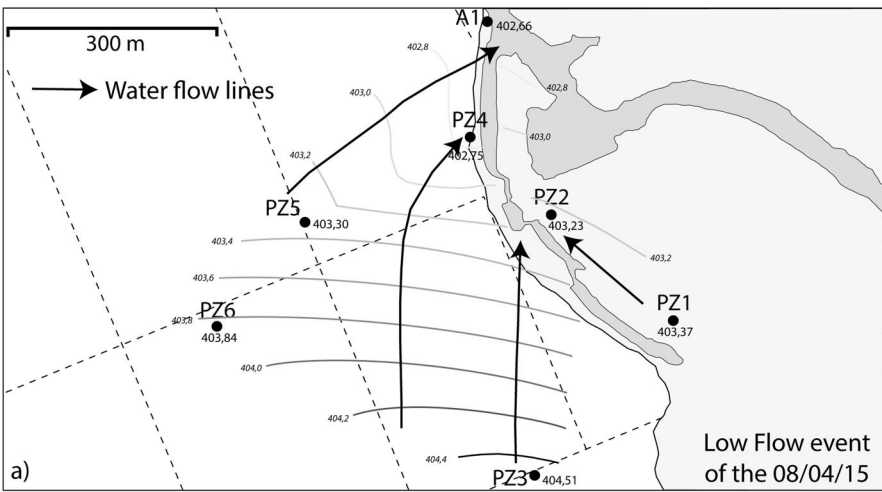 A1
402,66
300 m
402,8
Water flow lines
402,8
403,0
PZ4
403,0
402,75
403,2
PZ2
PZ5
403,30
403,23
403,4
403,2
403,6
PZ1
PZ6
403,8
403,84
403,37
404,0
404,2
Low Flow event
404,4
a)
PZ3
404,51
of the 08/04/15